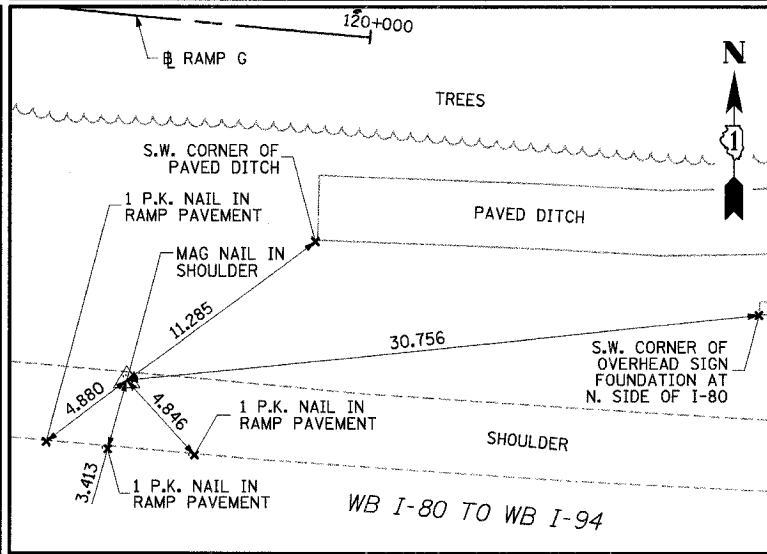 120+000
℄ RAMP G
N
1
TREES
S.W. CORNER OF
PAVED DITCH
1 P.K. NAIL IN
RAMP PAVEMENT
PAVED DITCH
MAG NAIL IN
SHOULDER
11.285
30.756
S.W. CORNER OF
OVERHEAD SIGN
FOUNDATION AT
N. SIDE OF I-80
4.880
4.846
1 P.K. NAIL IN
RAMP PAVEMENT
SHOULDER
3.413
1 P.K. NAIL IN
RAMP PAVEMENT
WB I-80 TO WB I-94